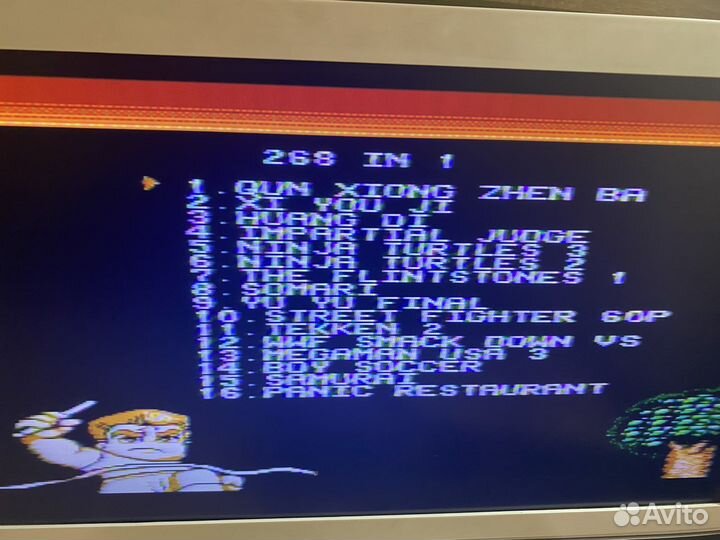 268 IN 1
1.QUN XIONG ZHEN BA
2.XI YOU JI
3.HUANG DI
4.IMPARTIAL JUDGE
5.NINJA TURTLES 3
6.NINJA TURTLES 2
7.THE FLINTSTONES 1
8.SOMARI
9.YU YU FINAL
10.STREET FIGHTER 60P
11.TEKKEN 2
12.WWF SMACK DOWN VS
13.MEGAMAN USA 3
14.BOY SOCCER
15.SAMURAI
16.PANIC RESTAURANT
Avito